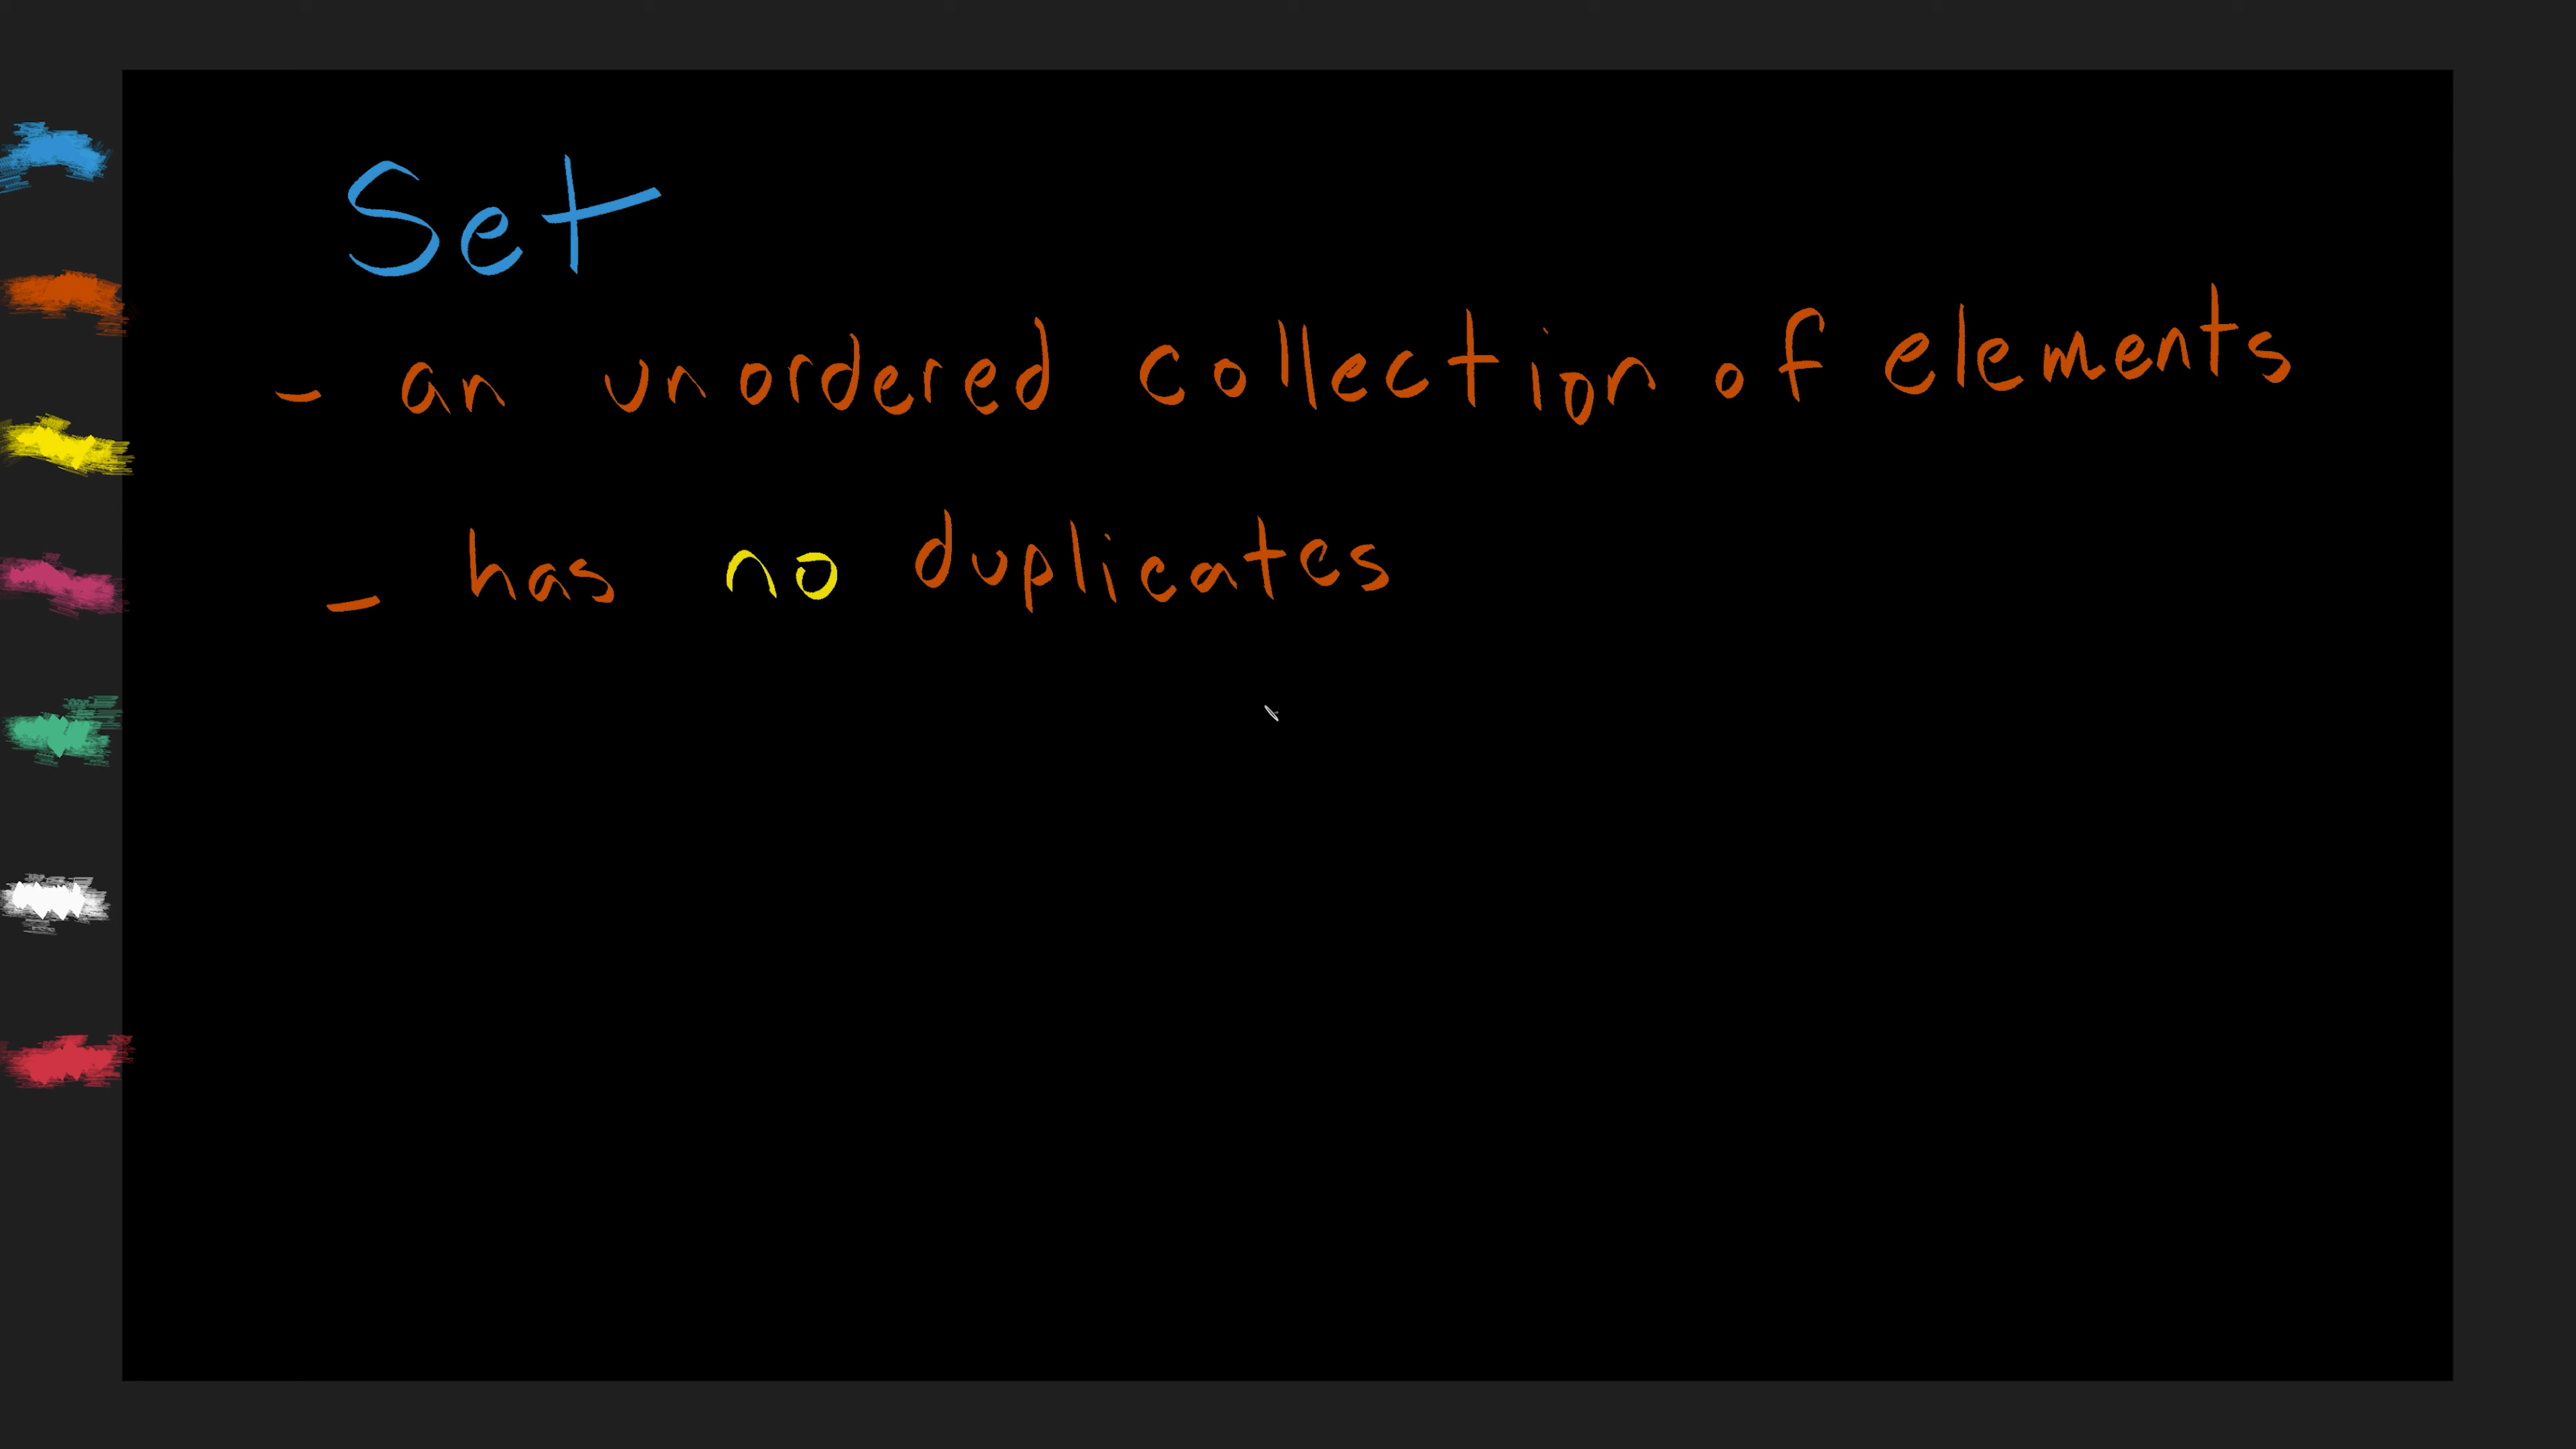 Set
- an unordered collection of elements
- has no duplicates